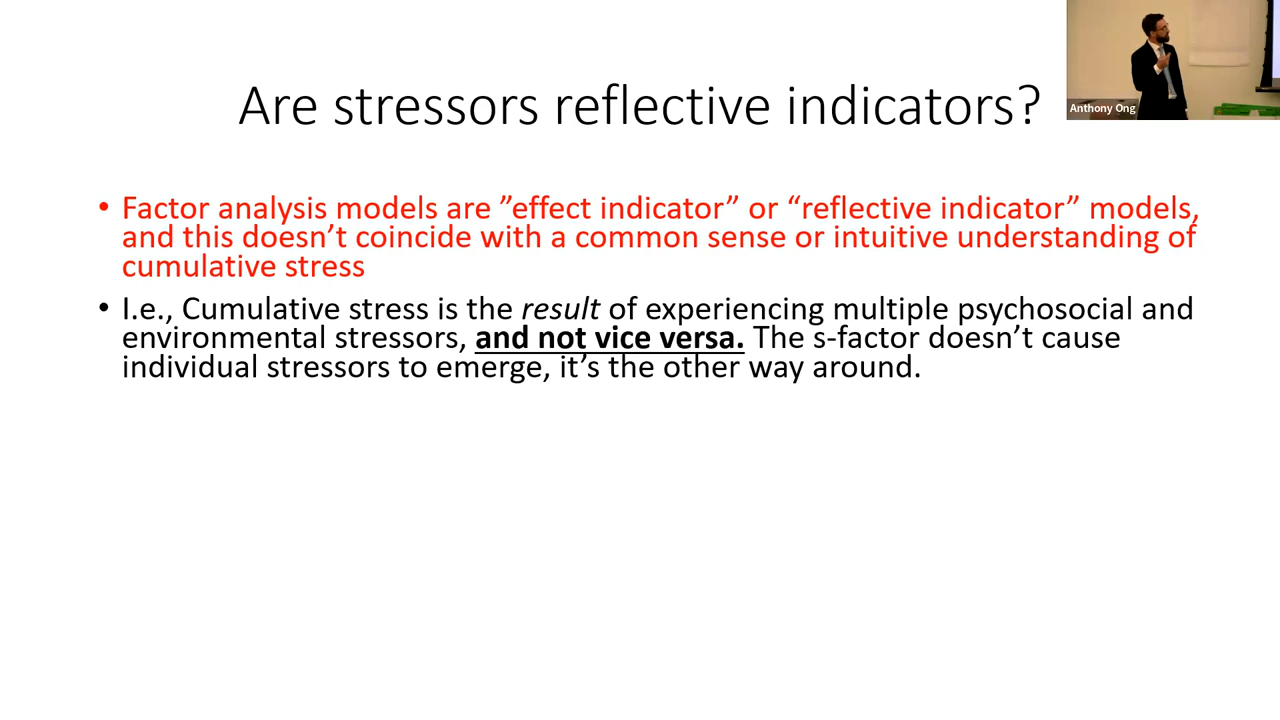 Are stressors reflective indicators?
Anthony Ong
• Factor analysis models are ”effect indicator” or “reflective indicator” models,
and this doesn’t coincide with a common sense or intuitive understanding of
cumulative stress
• I.e., Cumulative stress is the result of experiencing multiple psychosocial and
environmental stressors, and not vice versa. The s-factor doesn’t cause
individual stressors to emerge, it’s the other way around.